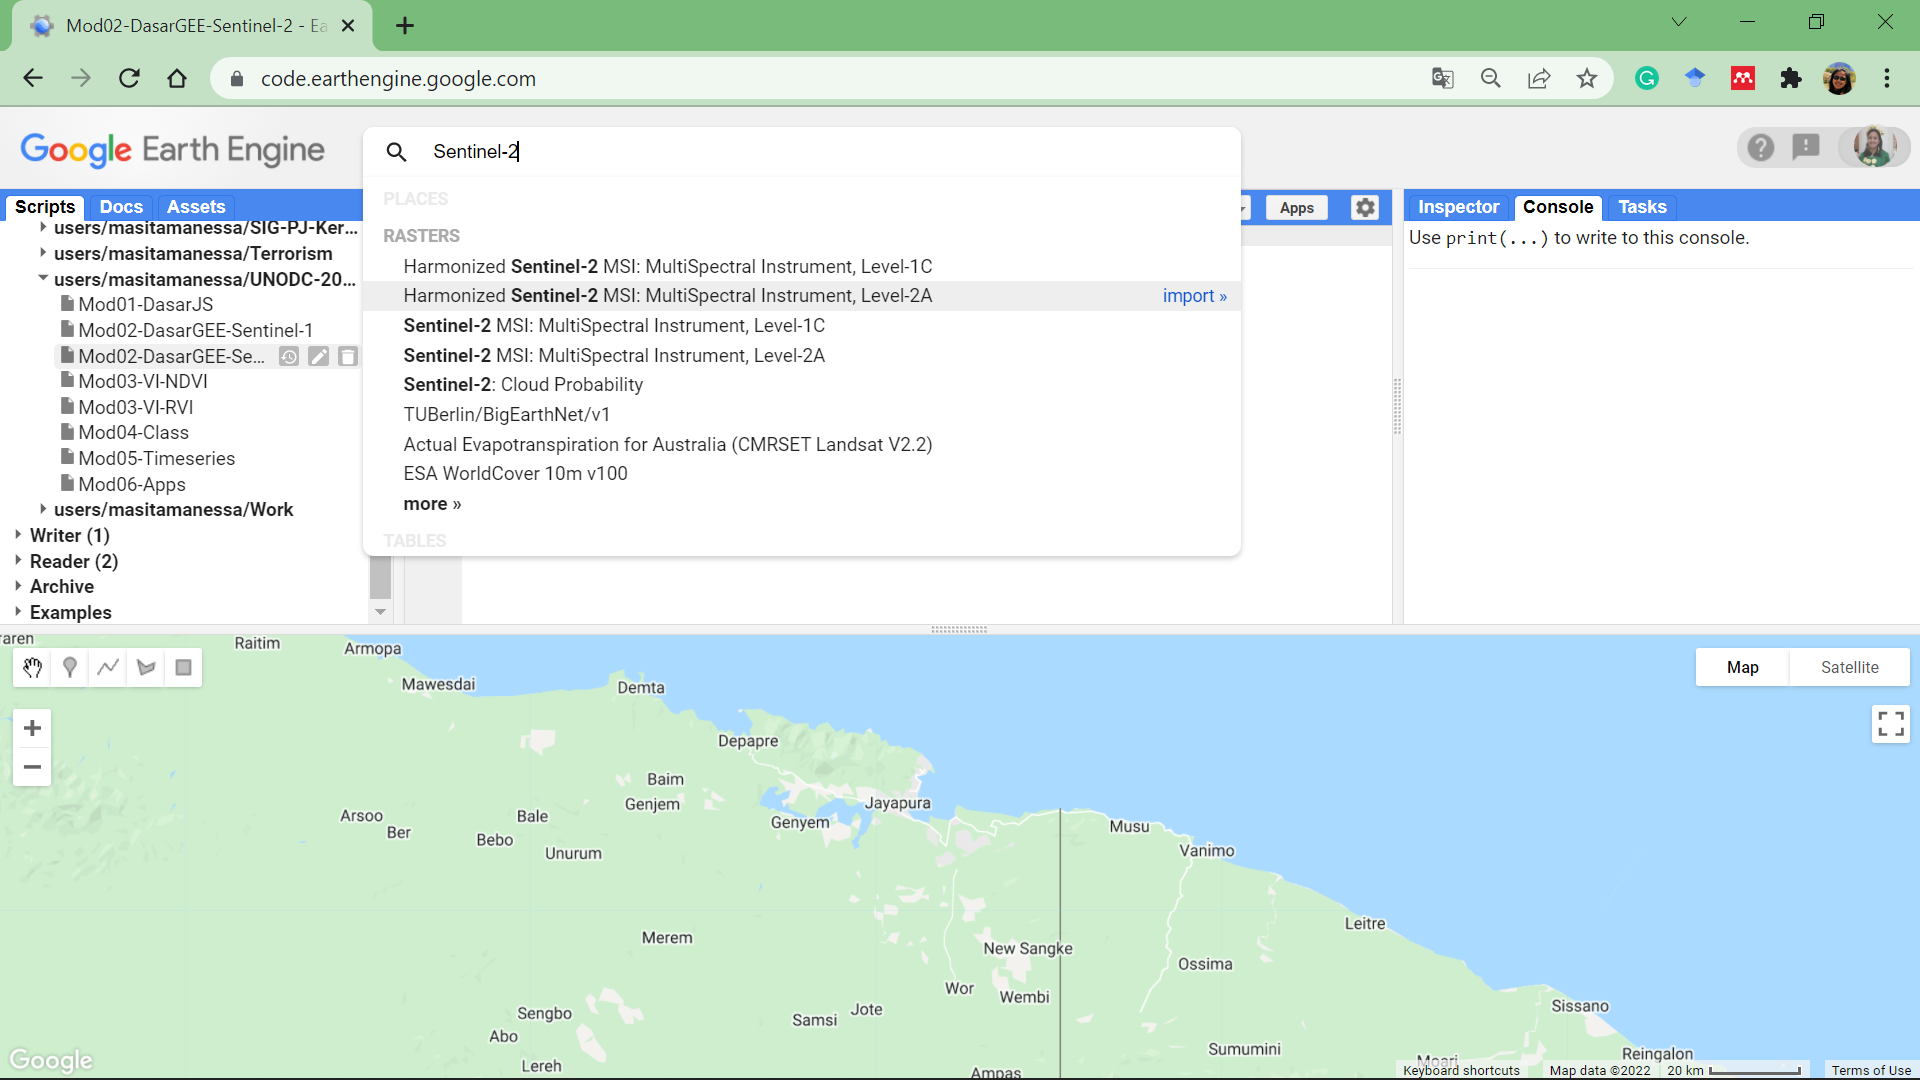 Mod02-DasarGEE-Sentinel-2 - Ea
code.earthengine.google.com
Google Earth Engine
Sentinel-2
PLACES
RASTERS
Harmonized Sentinel-2 MSI: MultiSpectral Instrument, Level-1C
Harmonized Sentinel-2 MSI: MultiSpectral Instrument, Level-2A
import »
Sentinel-2 MSI: MultiSpectral Instrument, Level-1C
Sentinel-2 MSI: MultiSpectral Instrument, Level-2A
Sentinel-2: Cloud Probability
TUBerlin/BigEarthNet/v1
Actual Evapotranspiration for Australia (CMRSET Landsat V2.2)
ESA WorldCover 10m v100
more »
TABLES
Scripts Docs Assets
users/masitamanessa/SIG-PJ-Ker...
users/masitamanessa/Terrorism
users/masitamanessa/UNODC-20...
Mod01-DasarJS
Mod02-DasarGEE-Sentinel-1
Mod02-DasarGEE-Se...
Mod03-VI-NDVI
Mod03-VI-RVI
Mod04-Class
Mod05-Timeseries
Mod06-Apps
users/masitamanessa/Work
Writer (1)
Reader (2)
Archive
Examples
Apps
Inspector Console Tasks
Use print(...) to write to this console.
Map Satellite
raren
Raitim
Armopa
Mawesdai
Demta
Depapre
Baim
Genjem
Jayapura
Arsoo
Bale
Genyem
Ber
Musu
Bebo
Vanimo
Unurum
Leitre
Merem
New Sangke
Ossima
Wor
Wembi
Sissano
Sengbo
Jote
Samsi
Abo
Sumumini
Reingalon
Moari
Lereh
Ampas
Google
Keyboard shortcuts
Map data ©2022
20 km
Terms of Use